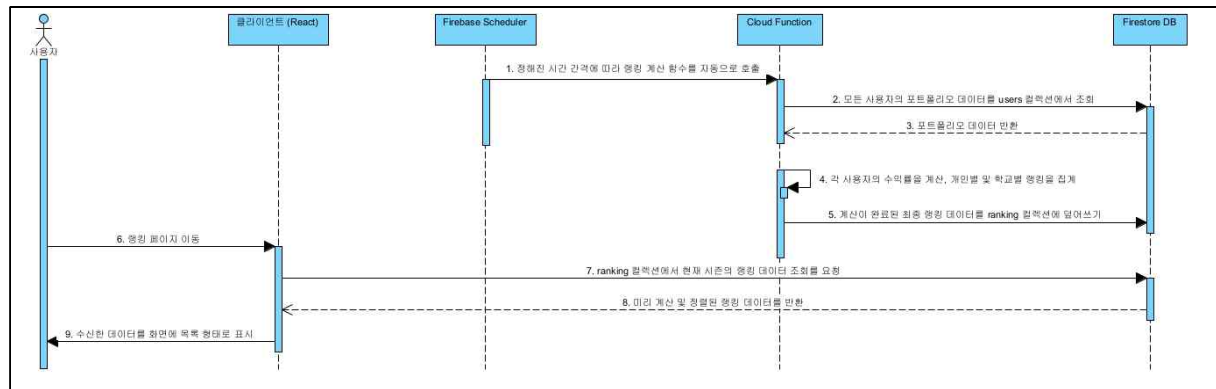 사용자
클라이언트 (React)
Firebase Scheduler
Cloud Function
Firestore DB
1. 정해진 시간 간격에 따라 랭킹 계산 함수를 자동으로 호출
2. 모든 사용자의 포트폴리오 데이터를 users 컬렉션에서 조회
3. 포트폴리오 데이터 반환
4. 각 사용자의 수익률을 계산, 개인별 및 학교별 랭킹을 집계
5. 계산이 완료된 최종 랭킹 데이터를 ranking 컬렉션에 덮어쓰기
6. 랭킹 페이지 이동
7. ranking 컬렉션에서 현재 시즌의 랭킹 데이터 조회를 요청
8. 미리 계산 및 정렬된 랭킹 데이터를 반환
9. 수신한 데이터를 화면에 목록 형태로 표시